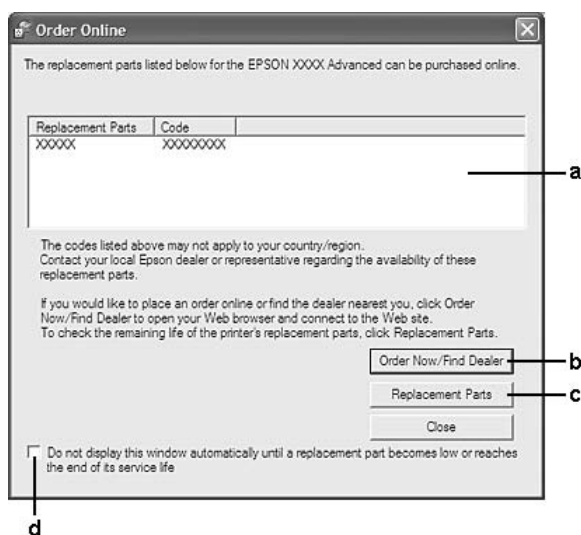 Order Online
The replacement parts listed below for the EPSON XXXX Advanced can be purchased online.
Replacement Parts Code
XXXXX XXXXXXXX
a
The codes listed above may not apply to your country/region.
Contact your local Epson dealer or representative regarding the availability of these
replacement parts.
If you would like to place an order online or find the dealer nearest you, click Order
Now/Find Dealer to open your Web browser and connect to the Web site.
To check the remaining life of the printer's replacement parts, click Replacement Parts.
Order Now/Find Dealer
b
Replacement Parts
c
Close
Do not display this window automatically until a replacement part becomes low or reaches
the end of its service life
d